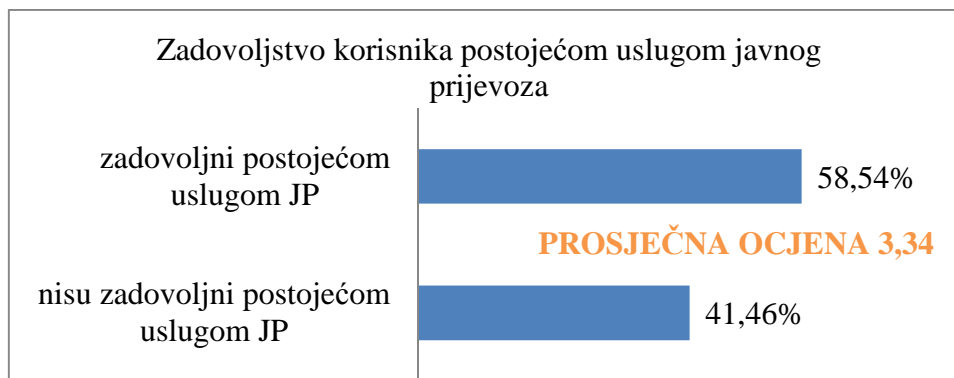 Zadovoljstvo korisnika postojećom uslugom javnog
prijevoza
zadovoljni postojećom
uslugom JP
58,54%
PROSJEČNA OCJENA 3,34
nisu zadovoljni postojećom
uslugom JP
41,46%